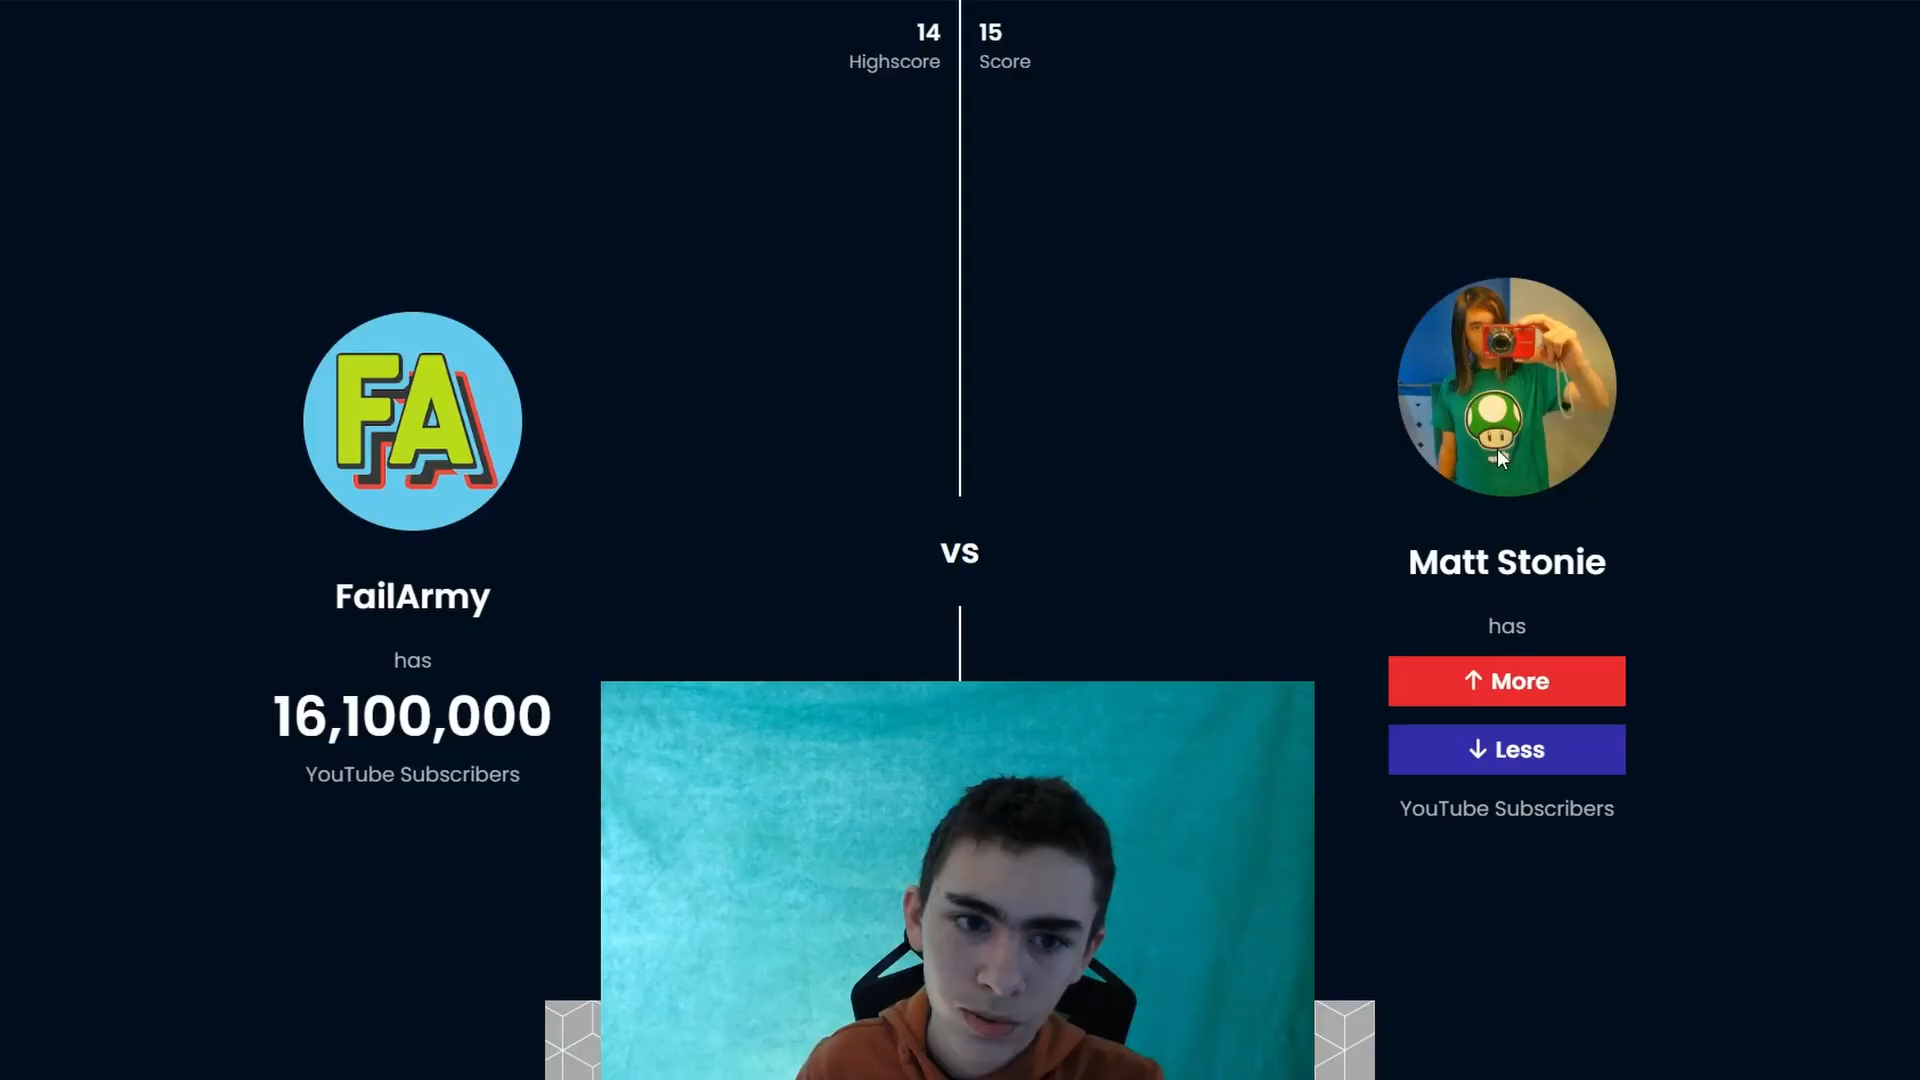 14
Highscore
15
Score
FA
FailArmy
has
16,100,000
YouTube Subscribers
VS
Matt Stonie
has
↑ More
↓ Less
YouTube Subscribers